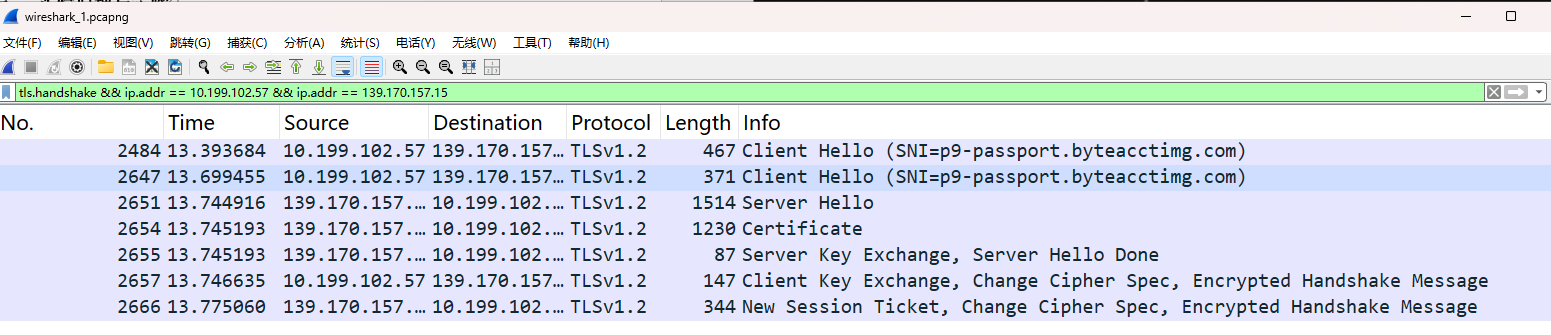 wireshark_1.pcapng
文件(F) 编辑(E) 视图(V) 跳转(G) 捕获(C) 分析(A) 统计(S) 电话(Y) 无线(W) 工具(T) 帮助(H)
tls.handshake && ip.addr == 10.199.102.57 && ip.addr == 139.170.157.15
No. Time Source Destination Protocol Length Info
2484 13.393684 10.199.102.57 139.170.157… TLSv1.2 467 Client Hello (SNI=p9-passport.byteacctimg.com)
2647 13.699455 10.199.102.57 139.170.157… TLSv1.2 371 Client Hello (SNI=p9-passport.byteacctimg.com)
2651 13.744916 139.170.157.… 10.199.102.… TLSv1.2 1514 Server Hello
2654 13.745193 139.170.157.… 10.199.102.… TLSv1.2 1230 Certificate
2655 13.745193 139.170.157.… 10.199.102.… TLSv1.2 87 Server Key Exchange, Server Hello Done
2657 13.746635 10.199.102.57 139.170.157… TLSv1.2 147 Client Key Exchange, Change Cipher Spec, Encrypted Handshake Message
2666 13.775060 139.170.157.… 10.199.102.… TLSv1.2 344 New Session Ticket, Change Cipher Spec, Encrypted Handshake Message